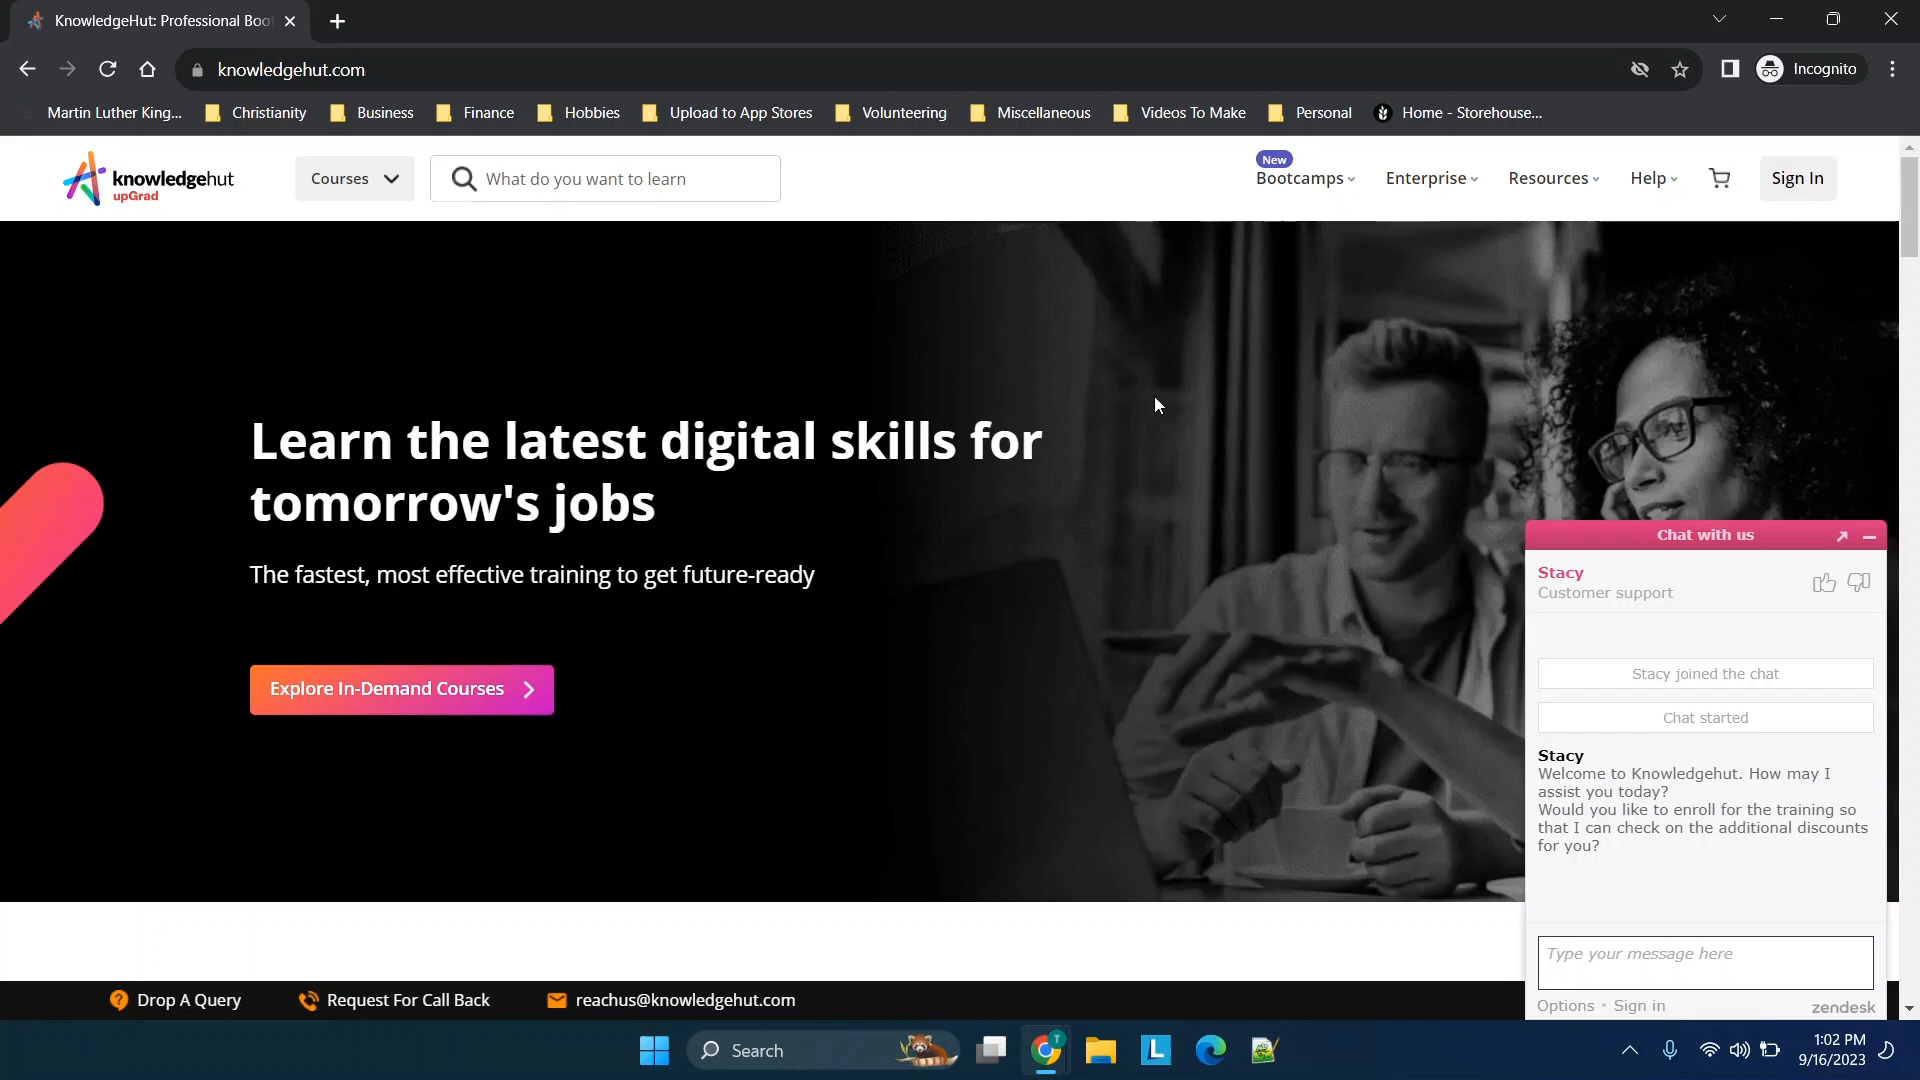 KnowledgeHut: Professional Boo
knowledgehut.com
Incognito
Martin Luther King...
Christianity
Business
Finance
Hobbies
Upload to App Stores
Volunteering
Miscellaneous
Videos To Make
Personal
Home - Storehouse...
knowledgehut
upGrad
Courses
What do you want to learn
New
Bootcamps
Enterprise
Resources
Help
Sign In
Learn the latest digital skills for
tomorrow's jobs
The fastest, most effective training to get future-ready
Explore In-Demand Courses
Chat with us
Stacy
Customer support
Stacy joined the chat
Chat started
Stacy
Welcome to Knowledgehut. How may I
assist you today?
Would you like to enroll for the training so
that I can check on the additional discounts
for you?
Type your message here
Options • Sign in
zendesk
Drop A Query
Request For Call Back
reachus@knowledgehut.com
Search
T
L
1:02 PM
9/16/2023